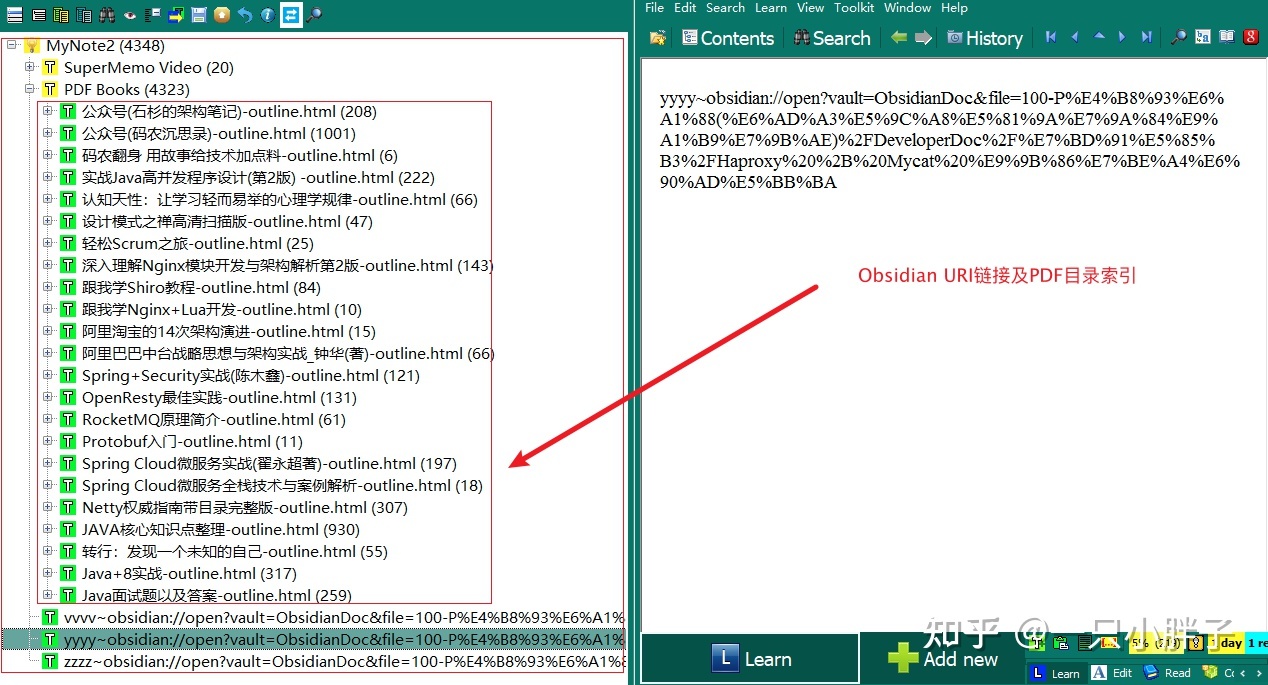 File Edit Search Learn View Toolkit Window Help
Contents Search History
MyNote2 (4348)
SuperMemo Video (20)
PDF Books (4323)
公众号(石杉的架构笔记)-outline.html (208)
公众号(码农沉思录)-outline.html (1001)
码农翻身 用故事给技术加点料-outline.html (6)
实战Java高并发程序设计(第2版) -outline.html (222)
认知天性：让学习轻而易举的心理学规律-outline.html (66)
设计模式之禅高清扫描版-outline.html (47)
轻松Scrum之旅-outline.html (25)
深入理解Nginx模块开发与架构解析第2版-outline.html (143)
跟我学Shiro教程-outline.html (84)
跟我学Nginx+Lua开发-outline.html (10)
阿里淘宝的14次架构演进-outline.html (15)
阿里巴巴中台战略思想与架构实战_钟华(著)-outline.html (66)
Spring+Security实战(陈木鑫)-outline.html (121)
OpenResty最佳实践-outline.html (131)
RocketMQ原理简介-outline.html (61)
Protobuf入门-outline.html (11)
Spring Cloud微服务实战(翟永超著)-outline.html (197)
Spring Cloud微服务全栈技术与案例解析-outline.html (18)
Netty权威指南带目录完整版-outline.html (307)
JAVA核心知识点整理-outline.html (930)
转行：发现一个未知的自己-outline.html (55)
Java+8实战-outline.html (317)
Java面试题以及答案-outline.html (259)
vvvv~obsidian://open?vault=ObsidianDoc&file=100-P%E4%B8%93%E6%A1%
yyyy~obsidian://open?vault=ObsidianDoc&file=100-P%E4%B8%93%E6%A1%
zzzz~obsidian://open?vault=ObsidianDoc&file=100-P%E4%B8%93%E6%A1%8
yyyy~obsidian://open?vault=ObsidianDoc&file=100-P%E4%B8%93%E6%
A1%88(%E6%AD%A3%E5%9C%A8%E5%81%9A%E7%9A%84%E9%
A1%B9%E7%9B%AE)%2FDeveloperDoc%2F%E7%BD%91%E5%85%
B3%2FHaproxy%20%2B%20Mycat%20%E9%9B%86%E7%BE%A4%E6%
90%AD%E5%BB%BA
Obsidian URI链接及PDF目录索引
知乎 @一只小胖子
L Learn Add new
day 1 re
L Learn A Edit Read